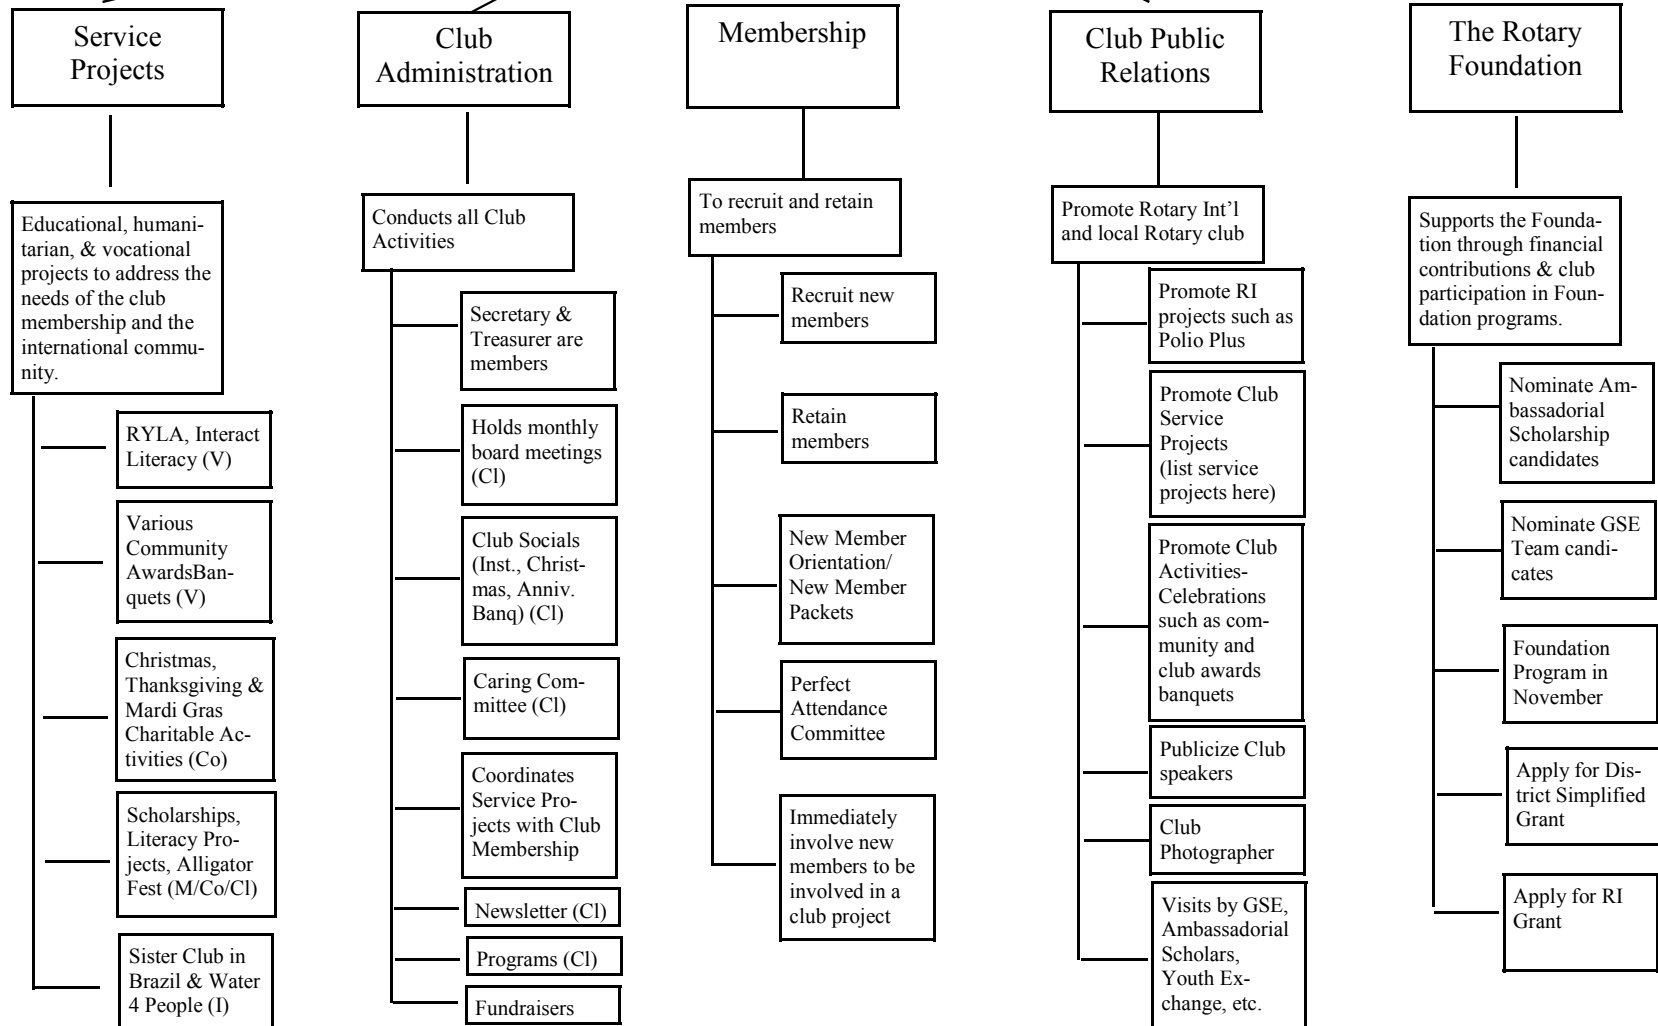 Service
Projects
Educational, humani-
tarian, & vocational
projects to address the
needs of the club
membership and the
international commu-
nity.
RYLA, Interact
Literacy (V)
Various
Community
AwardsBan-
quets (V)
Christmas,
Thanksgiving &
Mardi Gras
Charitable Ac-
tivities (Co)
Scholarships,
Literacy Pro-
jects, Alligator
Fest (M/Co/Cl)
Sister Club in
Brazil & Water
4 People (I)
Club
Administration
Conducts all Club
Activities
Secretary &
Treasurer are
members
Holds monthly
board meetings
(Cl)
Club Socials
(Inst., Christ-
mas, Anniv.
Banq) (Cl)
Caring Com-
mittee (Cl)
Coordinates
Service Pro-
jects with Club
Membership
Newsletter (Cl)
Programs (Cl)
Fundraisers
Membership
To recruit and retain
members
Recruit new
members
Retain
members
New Member
Orientation/
New Member
Packets
Perfect
Attendance
Committee
Immediately
involve new
members to be
involved in a
club project
Club Public
Relations
Promote Rotary Int’l
and local Rotary club
Promote RI
projects such as
Polio Plus
Promote Club
Service
Projects
(list service
projects here)
Promote Club
Activities-
Celebrations
such as com-
munity and
club awards
banquets
Publicize Club
speakers
Club
Photographer
Visits by GSE,
Ambassadorial
Scholars,
Youth Ex-
change, etc.
The Rotary
Foundation
Supports the Founda-
tion through financial
contributions & club
participation in Foun-
dation programs.
Nominate Am-
bassadorial
Scholarship
candidates
Nominate GSE
Team candi-
cates
Foundation
Program in
November
Apply for Dis-
trict Simplified
Grant
Apply for RI
Grant